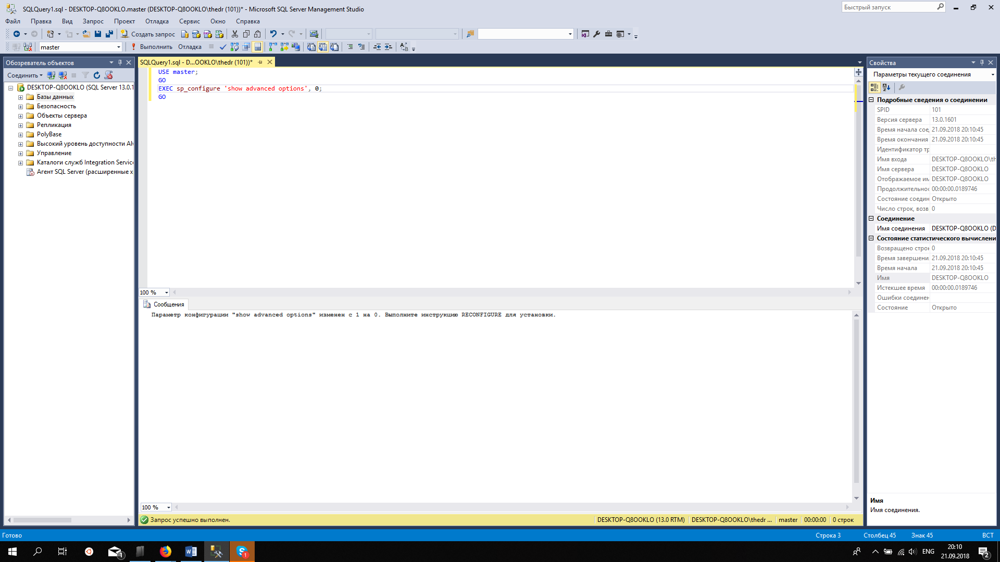 SQLQuery1.sql - DESKTOP-Q8OOKLO.master (DESKTOP-Q8OOKLO\thedr (101))* - Microsoft SQL Server Management Studio
Быстрый запуск
Файл Правка Вид Запрос Проект Отладка Сервис Окно Справка
Создать запрос
master
Выполнить Отладка
Обозреватель объектов
Соединить
DESKTOP-Q8OOKLO (SQL Server 13.0.1
Базы данных
Безопасность
Объекты сервера
Репликация
PolyBase
Высокий уровень доступности Al
Управление
Каталоги служб Integration Servic
Агент SQL Server (расширенные х
SQLQuery1.sql - D...OOKLO\thedr (101))*
USE master;
GO
EXEC sp_configure 'show advanced options', 0;
GO
100 %
Сообщения
Параметр конфигурации "show advanced options" изменен с 1 на 0. Выполните инструкцию RECONFIGURE для установки.
100 %
Запрос успешно выполнен.
DESKTOP-Q8OOKLO (13.0 RTM) DESKTOP-Q8OOKLO\thedr ... master 00:00:00 0 строк
Свойства
Параметры текущего соединения
Подробные сведения о соединении
SPID 101
Версия сервера 13.0.1601
Время начала сое 21.09.2018 20:10:45
Время окончания 21.09.2018 20:10:45
Идентификатор тр
Имя входа DESKTOP-Q8OOKLO\th
Имя сервера DESKTOP-Q8OOKLO
Отображаемое им DESKTOP-Q8OOKLO
Продолжительнос 00:00:00.0189746
Состояние соедин Открыто
Число строк, возв 0
Соединение
Имя соединения DESKTOP-Q8OOKLO (D
Состояние статистического вычислени
Возвращено строк 0
Время завершени 21.09.2018 20:10:45
Время начала 21.09.2018 20:10:45
Имя DESKTOP-Q8OOKLO
Истекшее время 00:00:00.0189746
Ошибки соединен
Состояние Открыто
Имя
Имя соединения.
Готово
Строка 3 Столбец 45 Знак 45 ВСТ
1
1
ENG
20:10
21.09.2018
2